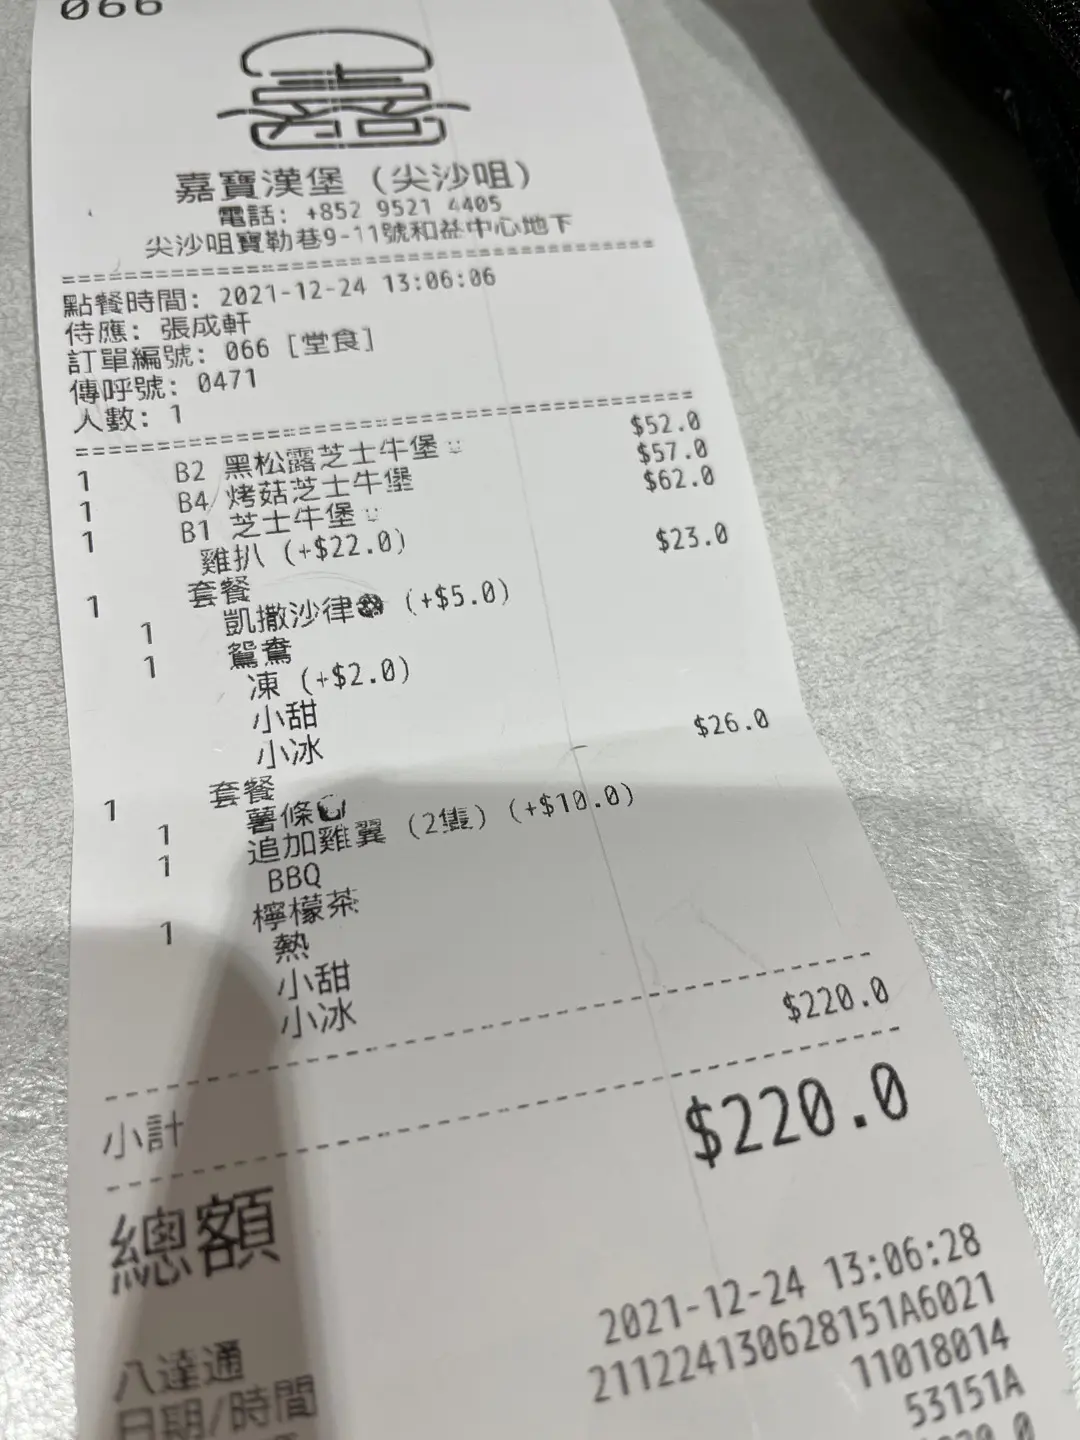 066
嘉寶漢堡 (尖沙咀)
電話: +852 9521 4405
尖沙咀寶勒巷9-11號和益中心地下
點餐時間: 2021-12-24 13:06:06
侍應: 張成軒
訂單編號: 066 [堂食]
傳呼號: 0471
人數: 1
1 B2 黑松露芝士牛堡 $52.0
1 B4 烤菇芝士牛堡 $57.0
1 B1 芝士牛堡 $62.0
雞扒 (+$22.0)
1 套餐 $23.0
1 凱撒沙律 (+$5.0)
1 鴛鴦
凍 (+$2.0)
小甜
小冰
1 套餐 $26.0
1 薯條
1 追加雞翼 (2隻) (+$10.0)
BBQ
1 檸檬茶
熱
小甜
小冰
小計 $220.0
總額 $220.0
八達通
日期/時間 2021-12-24 13:06:28
211224130628151A6021
11018014
53151A